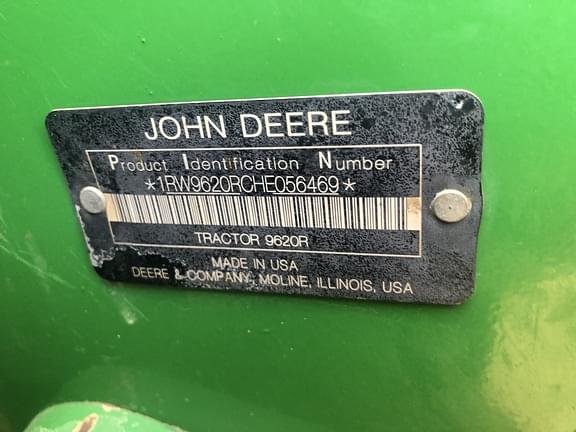 JOHN DEERE
Product Identification Number
*1RW9620RCHE056469*
TRACTOR 9620R
MADE IN USA
DEERE & COMPANY, MOLINE, ILLINOIS, USA